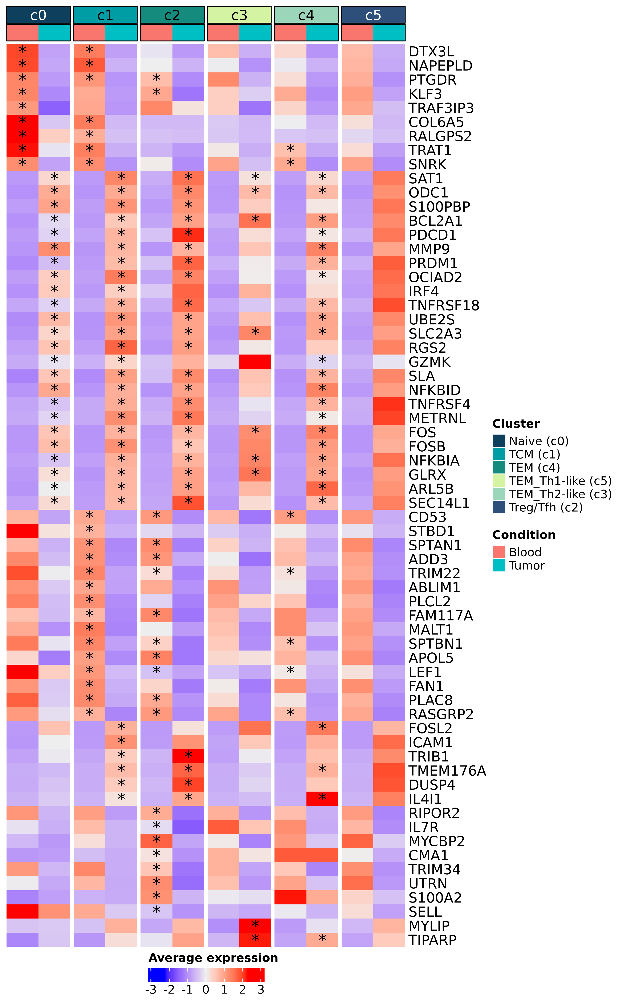 c0 c1 c2 c3 c4 c5
* * DTX3L
* * NAPEPLD
* * * PTGDR
* * KLF3
* TRAF3IP3
* * COL6A5
* * RALGPS2
* * * TRAT1
* * * SNRK
* * * * * SAT1
* * * * * ODC1
* * * S100PBP
* * * * * BCL2A1
* * * * PDCD1
* * * * MMP9
* * * * PRDM1
* * * * OCIAD2
* * IRF4
* * * * TNFRSF18
* * * * UBE2S
* * * * * SLC2A3
* * * RGS2
* * * GZMK
* * * * SLA
* * * * NFKBID
* * * * TNFRSF4
* * * * METRNL
* * * * * FOS
* * * * FOSB
* * * * * NFKBIA
* * * * * GLRX
* * * * ARL5B
* * * * SEC14L1
* * * CD53
* STBD1
* * SPTAN1
* * ADD3
* * * TRIM22
* ABLIM1
* PLCL2
* * FAM117A
* MALT1
* * * SPTBN1
* * APOL5
* * * LEF1
* FAN1
* * PLAC8
* * * RASGRP2
* * FOSL2
* ICAM1
* * TRIB1
* * * TMEM176A
* * DUSP4
* * * IL4I1
* RIPOR2
* IL7R
* MYCBP2
* CMA1
* TRIM34
* UTRN
* S100A2
* SELL
* MYLIP
* * TIPARP
Cluster
Naive (c0)
TCM (c1)
TEM (c4)
TEM_Th1-like (c5)
TEM_Th2-like (c3)
Treg/Tfh (c2)
Condition
Blood
Tumor
Average expression
-3 -2 -1 0 1 2 3